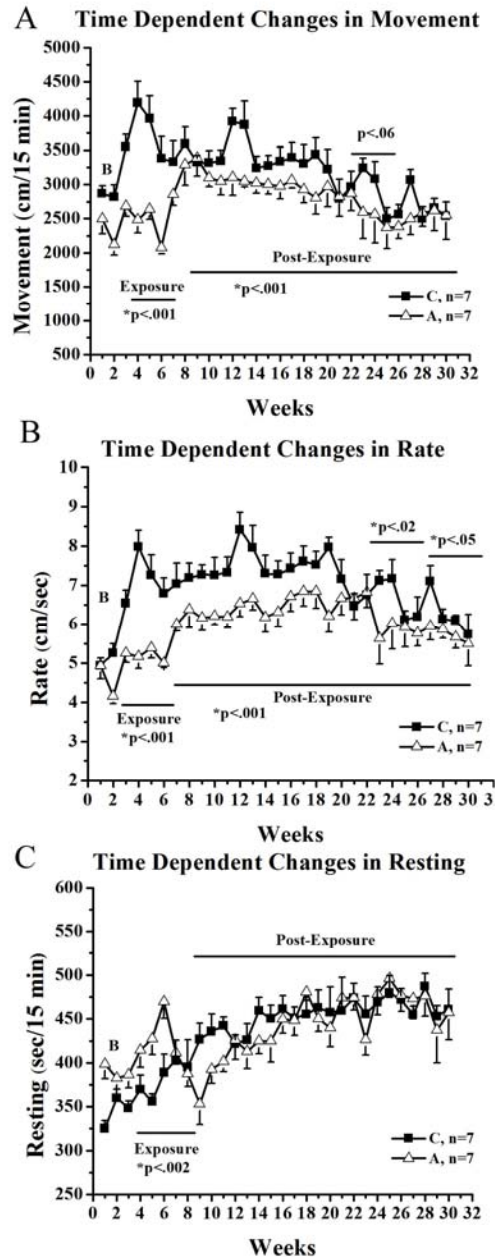 A
Time Dependent Changes in Movement
5000
4500
4000
3500
3000
2500
2000
1500
1000
500
Movement (cm/15 min)
B
p<.06
Exposure
*p<.001
Post-Exposure
*p<.001
C, n=7
A, n=7
0 2 4 6 8 10 12 14 16 18 20 22 24 26 28 30 32
Weeks
B
Time Dependent Changes in Rate
10
9
8
7
6
5
4
3
2
Rate (cm/sec)
B
*p<.02
*p<.05
Exposure
*p<.001
Post-Exposure
*p<.001
C, n=7
A, n=7
0 2 4 6 8 10 12 14 16 18 20 22 24 26 28 30 3
Weeks
C
Time Dependent Changes in Resting
600
550
500
450
400
350
300
250
Resting (sec/15 min)
Post-Exposure
B
Exposure
*p<.002
C, n=7
A, n=7
0 2 4 6 8 10 12 14 16 18 20 22 24 26 28 30 32
Weeks